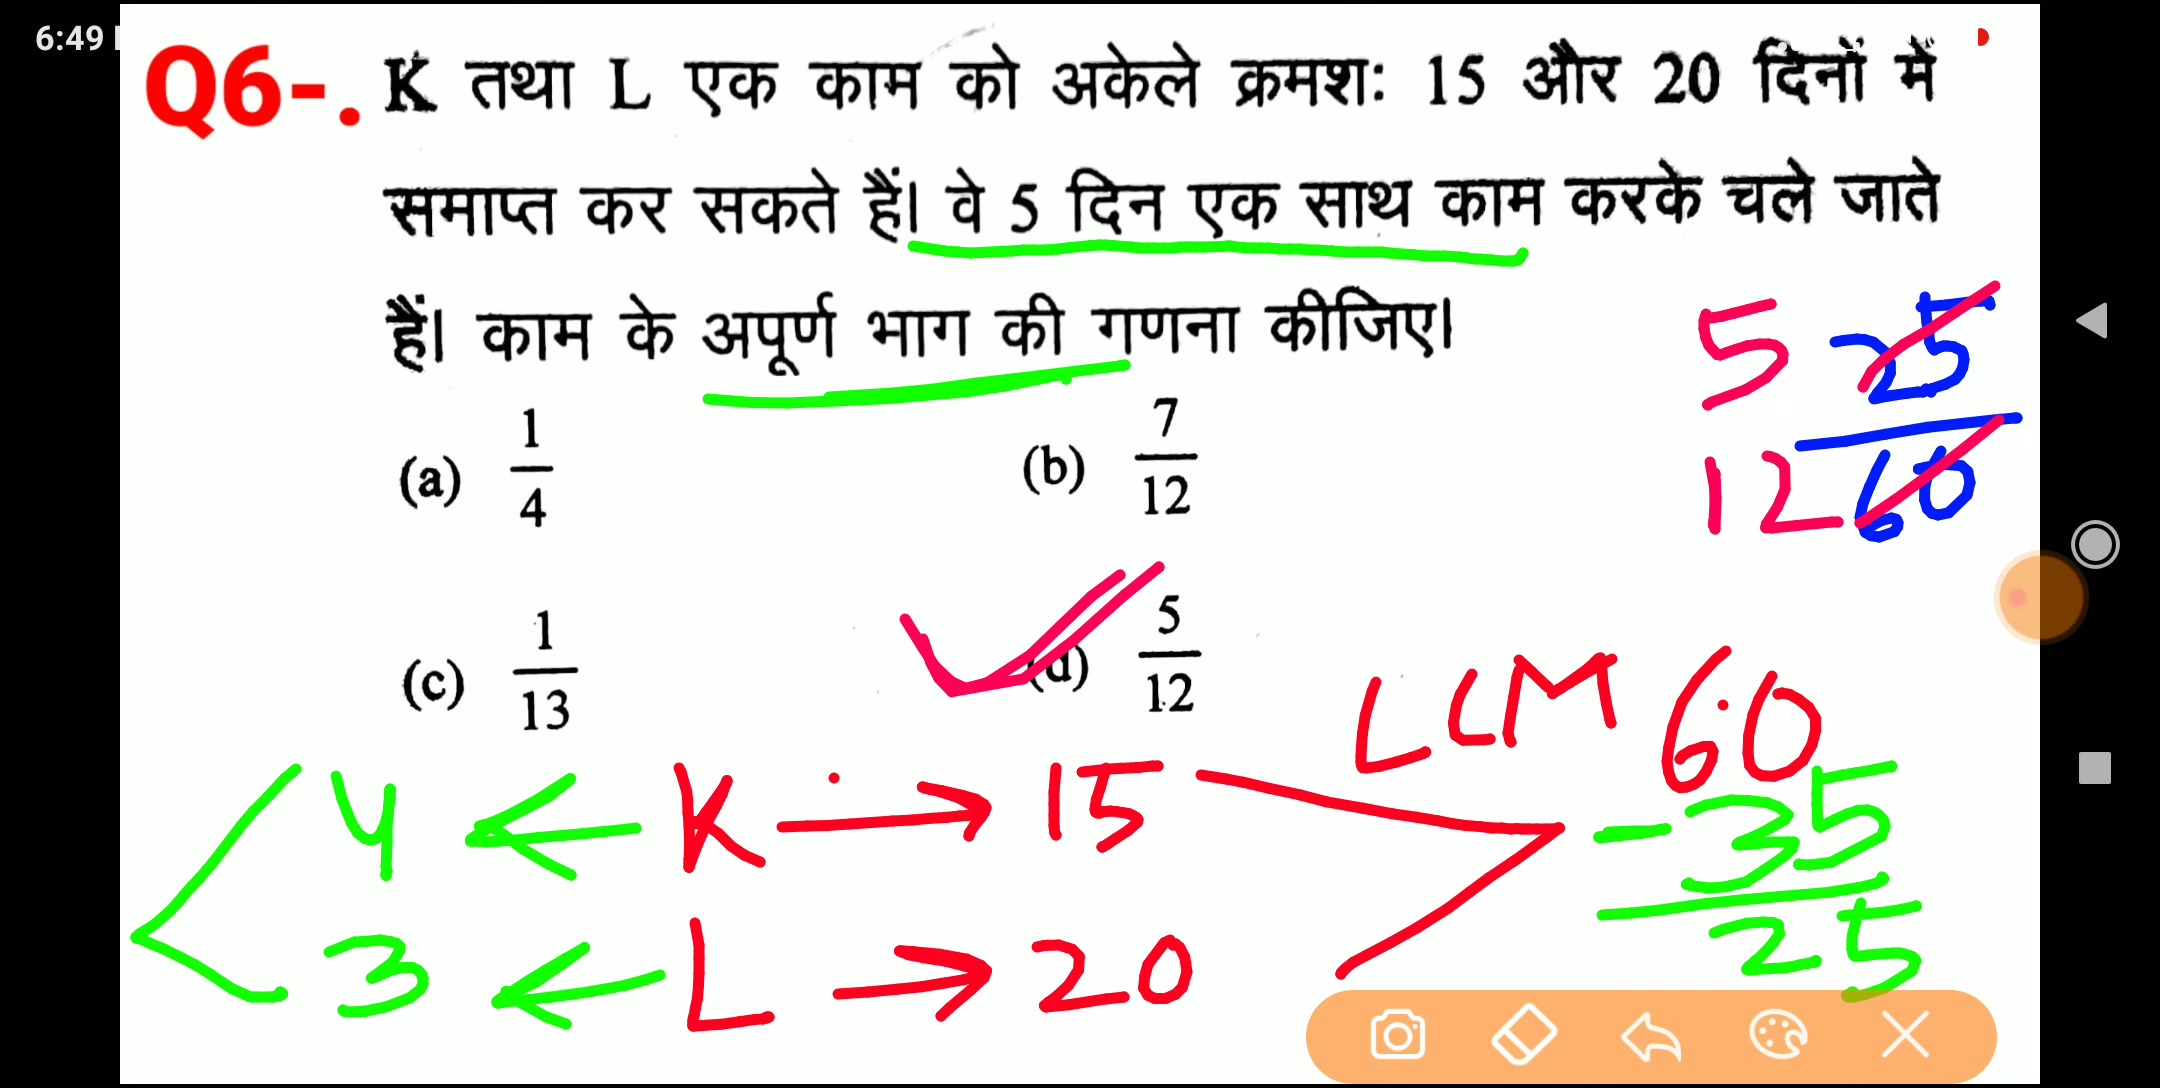 6:49
Q6-. K तथा L एक काम को अकेले क्रमशः 15 और 20 दिनों में
समाप्त कर सकते हैं। वे 5 दिन एक साथ काम करके चले जाते
हैं। काम के अपूर्ण भाग की गणना कीजिए।
5 25
12 60
(a) 1/4 (b) 7/12
(c) 1/13 (d) 5/12
LCM 60
4 ← K → 15 - 35
3 ← L → 20 25